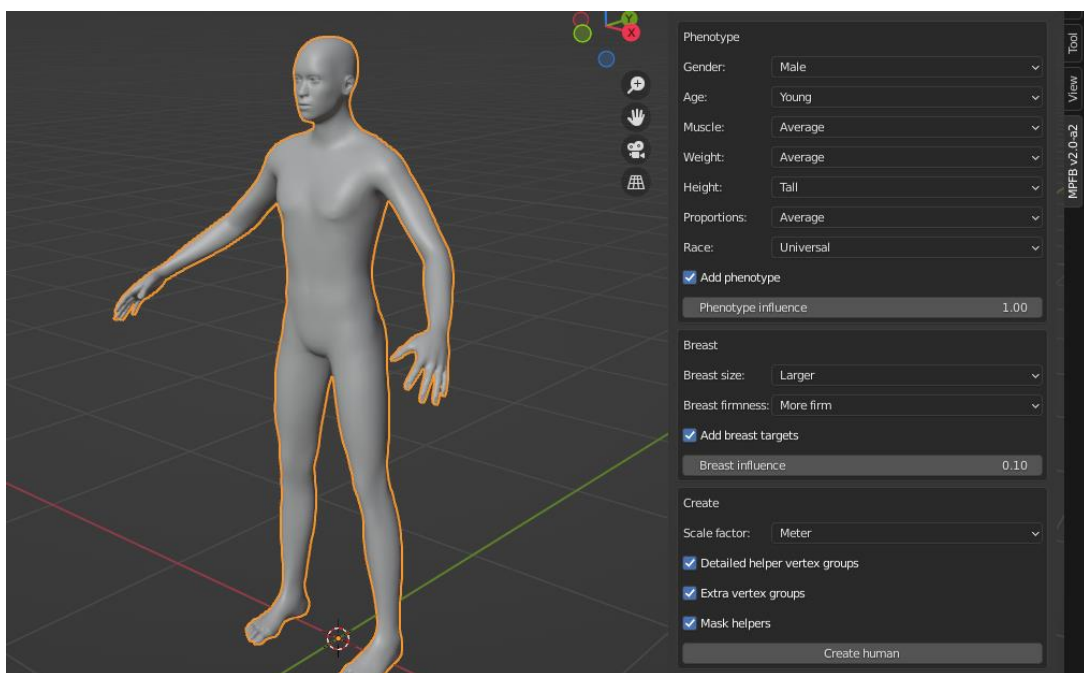 Y
X
Phenotype
Gender: Male
Age: Young
Muscle: Average
Weight: Average
Height: Tall
Proportions: Average
Race: Universal
Add phenotype
Phenotype influence 1.00
Breast
Breast size: Larger
Breast firmness: More firm
Add breast targets
Breast influence 0.10
Create
Scale factor: Meter
Detailed helper vertex groups
Extra vertex groups
Mask helpers
Create human
Tool
View
MPFB v2.0-a2